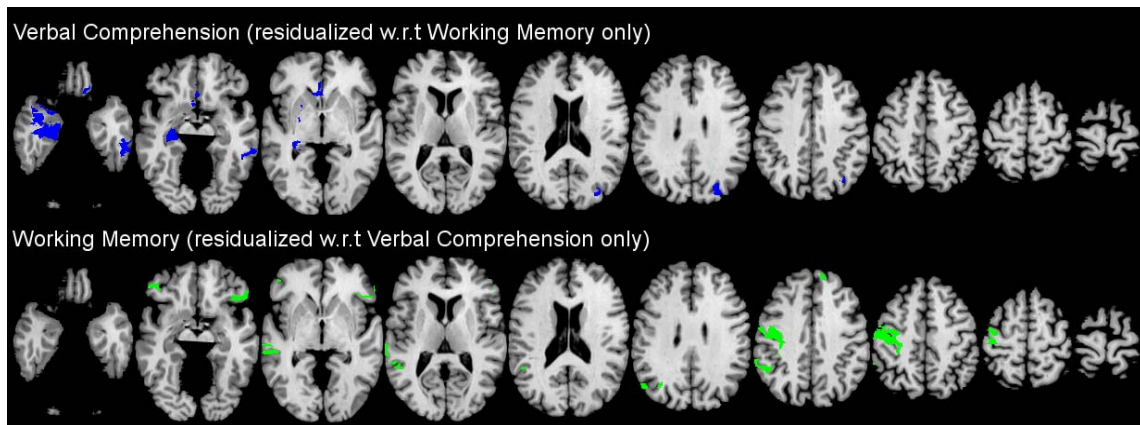 Verbal Comprehension (residualized w.r.t Working Memory only)
Working Memory (residualized w.r.t Verbal Comprehension only)